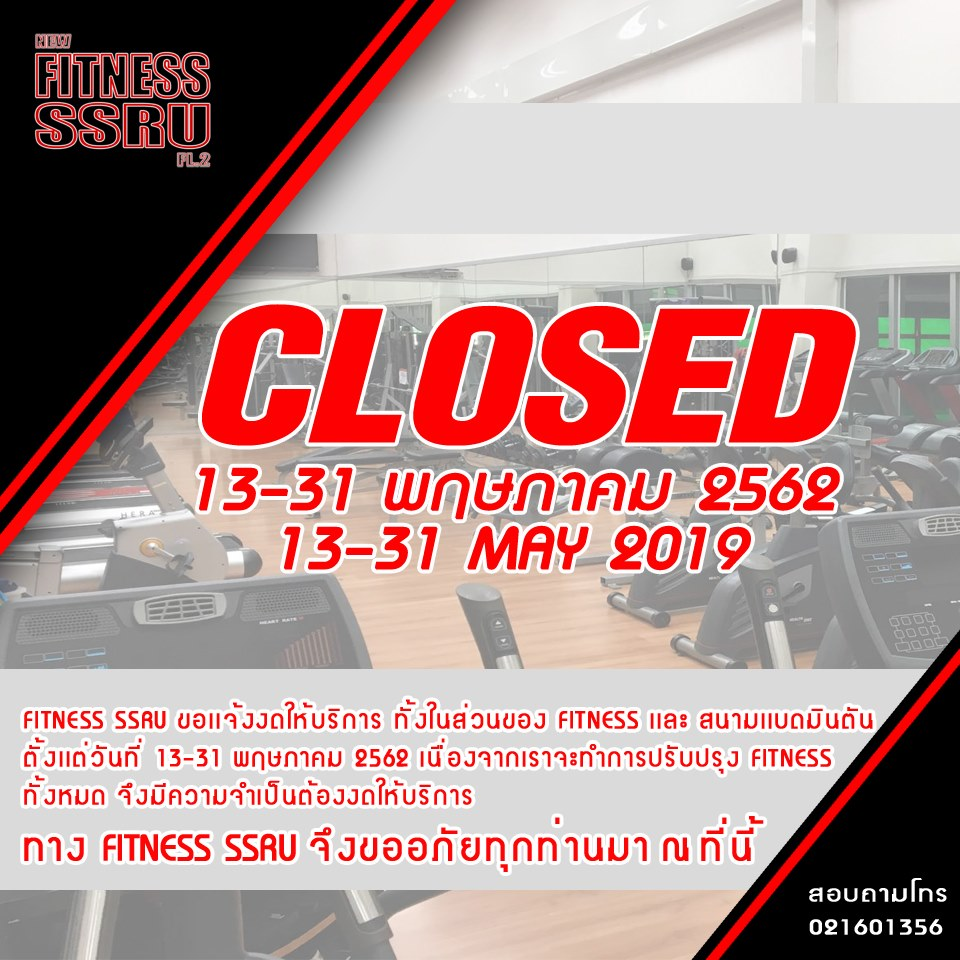 NEW
FITNESS
SSRU
FL.2
CLOSED
13-31 พฤษภาคม 2562
13-31 MAY 2019
FITNESS SSRU ขอแจ้งงดให้บริการ ทั้งในส่วนของ FITNESS และ สนามแบดมินตัน
ตั้งแต่วันที่ 13-31 พฤษภาคม 2562 เนื่องจากเราจะทำการปรับปรุง FITNESS
ทั้งหมด จึงมีความจำเป็นต้องงดให้บริการ
ทาง FITNESS SSRU จึงขออภัยทุกท่านมา ณ ที่นี้
สอบถามโทร
021601356